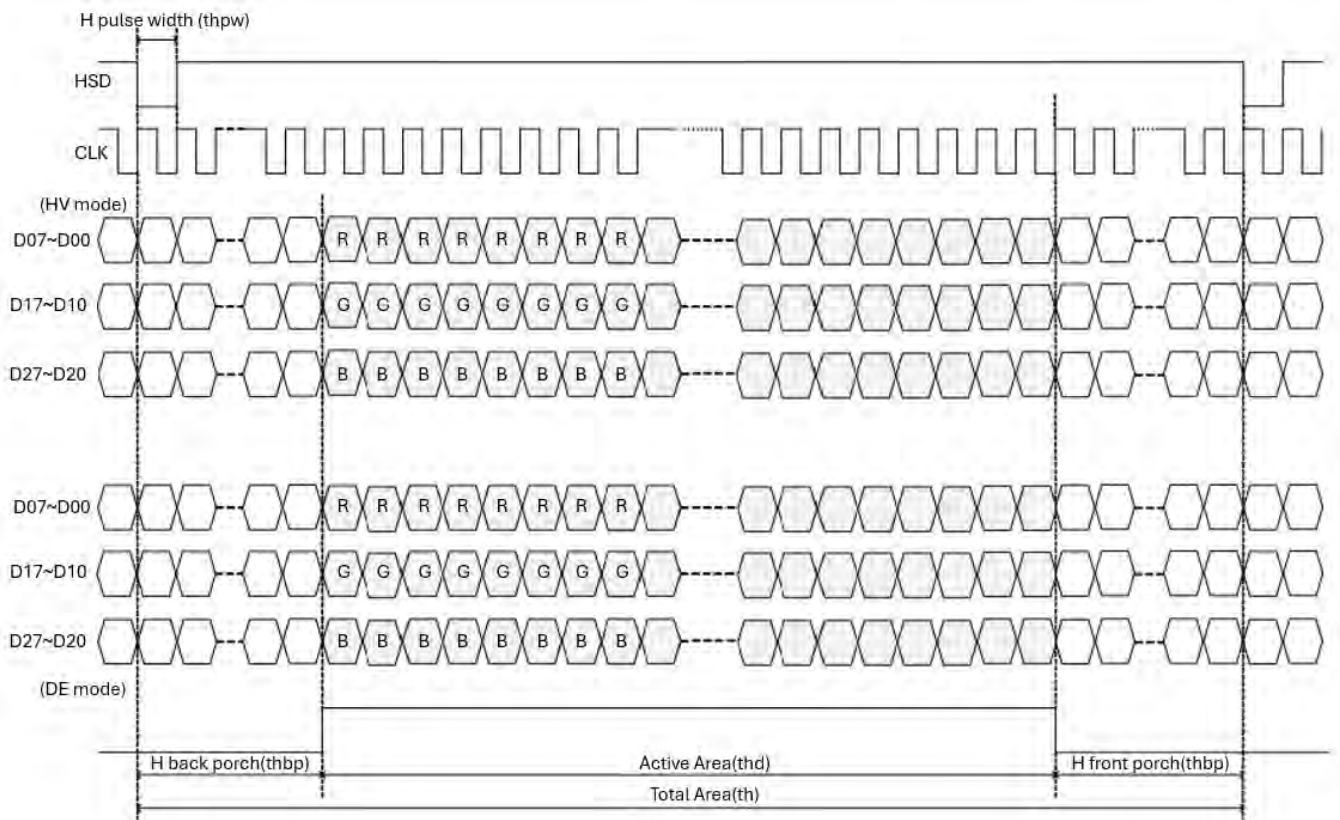 H pulse width (thpw)
HSD
CLK
(HV mode)
D07~D00 R R R R R R R R
D17~D10 G G G G G G G G
D27~D20 B B B B B B B B
D07~D00 R R R R R R R R
D17~D10 G G G G G G G G
D27~D20 B B B B B B B B
(DE mode)
H back porch(thbp) Active Area(thd) H front porch(thbp)
Total Area(th)